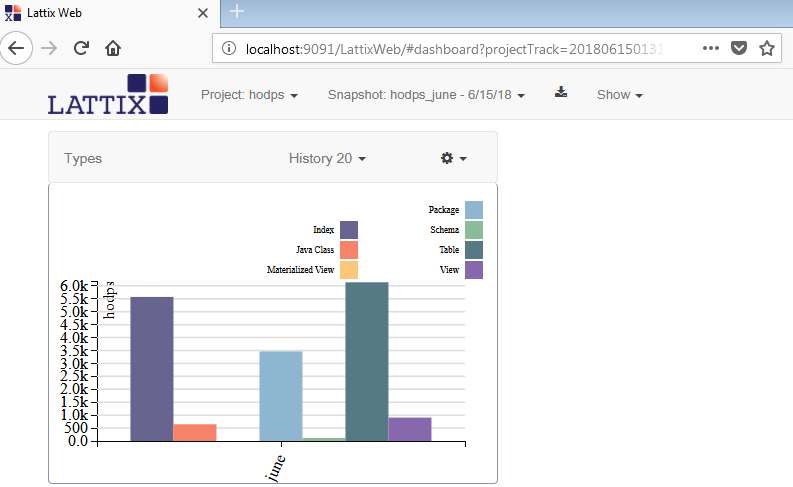 Lattix Web
localhost:9091/LattixWeb/#dashboard?projectTrack=201806150131
LATTIX
Project: hodps
Snapshot: hodps_june - 6/15/18
Show
Types
History 20
Package
Index
Schema
Java Class
Table
Materialized View
View
6.0k
5.5k
5.0k
4.5k
4.0k
3.5k
3.0k
2.5k
2.0k
1.5k
1.0k
500
0.0
hodps
june